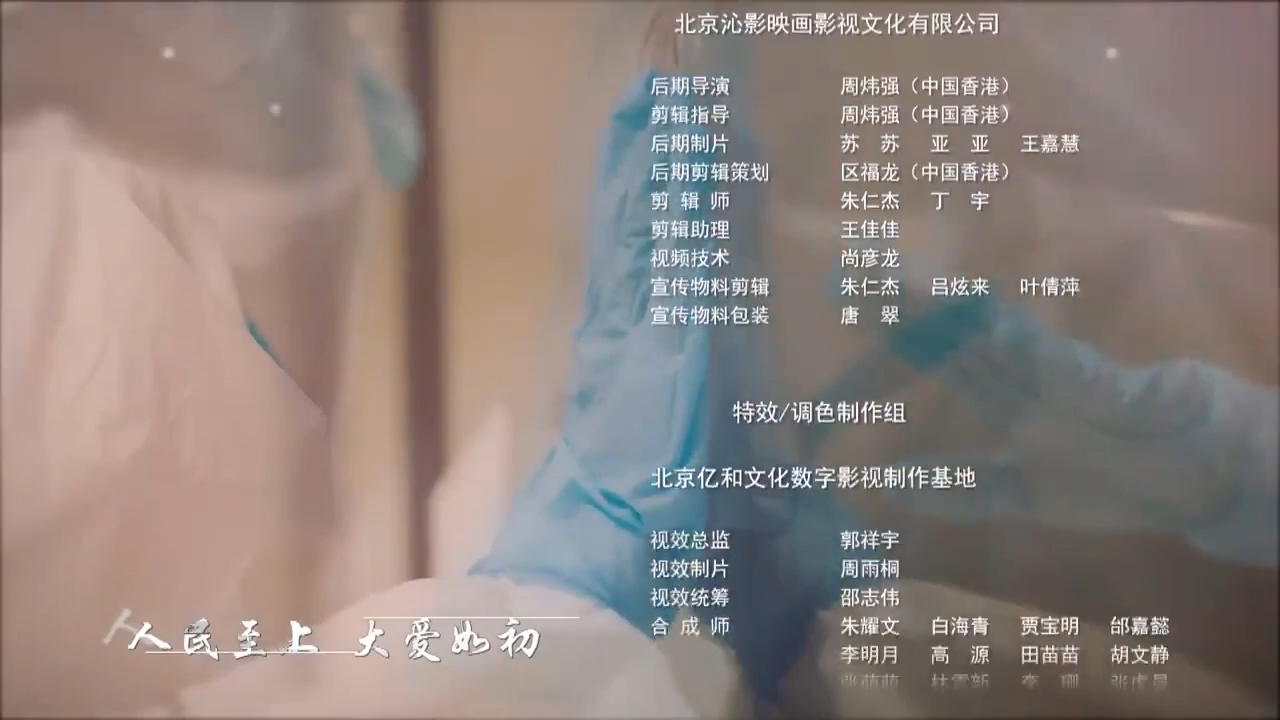 北京沁影映画影视文化有限公司
后期导演 周炜强（中国香港）
剪辑指导 周炜强（中国香港）
后期制片 苏 苏 亚 亚 王嘉慧
后期剪辑策划 区福龙（中国香港）
剪 辑 师 朱仁杰 丁 宇
剪辑助理 王佳佳
视频技术 尚彦龙
宣传物料剪辑 朱仁杰 吕炫来 叶倩萍
宣传物料包装 唐 翠
特效/调色制作组
北京亿和文化数字影视制作基地
视效总监 郭祥宇
视效制片 周雨桐
视效统筹 邵志伟
合 成 师 朱耀文 白海青 贾宝明 邰嘉懿
李明月 高 源 田苗苗 胡文静
人民至上 大爱如初